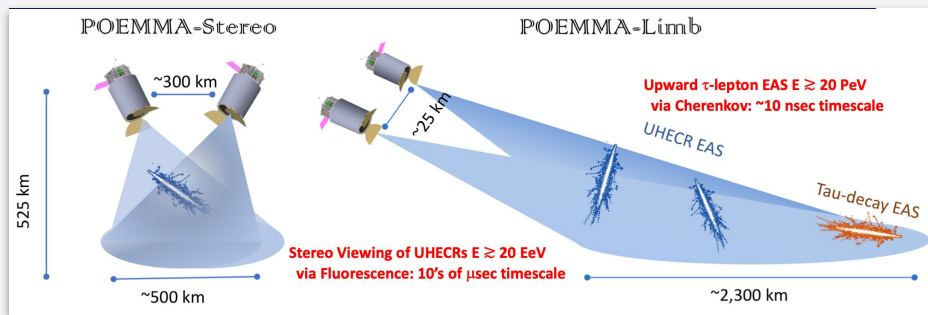 POEMMA-Stereo
POEMMA-Limb
~300 km
~25 km
525 km
Upward τ-lepton EAS E ≳ 20 PeV
via Cherenkov: ~10 nsec timescale
UHECR EAS
Tau-decay EAS
Stereo Viewing of UHECRs E ≳ 20 EeV
via Fluorescence: 10's of μsec timescale
~500 km
~2,300 km